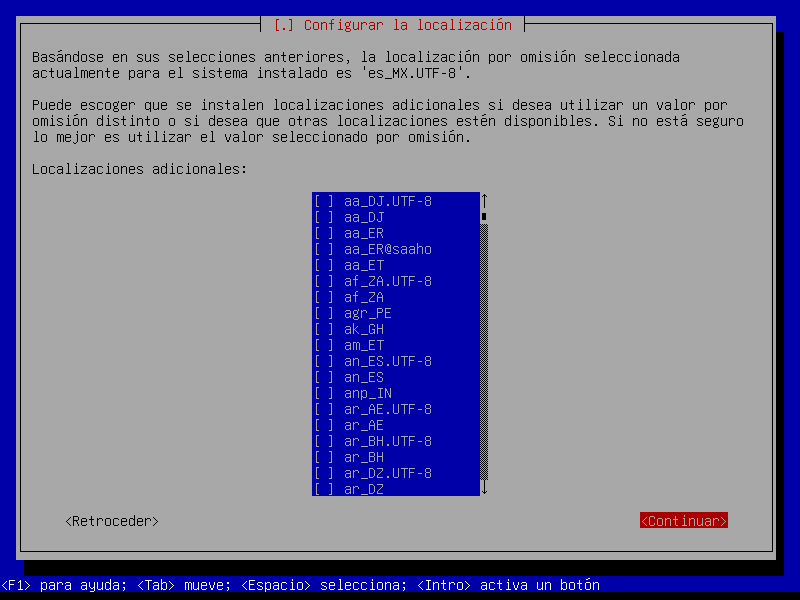 [.] Configurar la localización
Basándose en sus selecciones anteriores, la localización por omisión seleccionada
actualmente para el sistema instalado es 'es_MX.UTF-8'.
Puede escoger que se instalen localizaciones adicionales si desea utilizar un valor por
omisión distinto o si desea que otras localizaciones estén disponibles. Si no está seguro
lo mejor es utilizar el valor seleccionado por omisión.
Localizaciones adicionales:
[ ] aa_DJ.UTF-8
[ ] aa_DJ
[ ] aa_ER
[ ] aa_ER@saaho
[ ] aa_ET
[ ] af_ZA.UTF-8
[ ] af_ZA
[ ] agr_PE
[ ] ak_GH
[ ] am_ET
[ ] an_ES.UTF-8
[ ] an_ES
[ ] anp_IN
[ ] ar_AE.UTF-8
[ ] ar_AE
[ ] ar_BH.UTF-8
[ ] ar_BH
[ ] ar_DZ.UTF-8
[ ] ar_DZ
<Retroceder> <Continuar>
<F1> para ayuda; <Tab> mueve; <Espacio> selecciona; <Intro> activa un botón